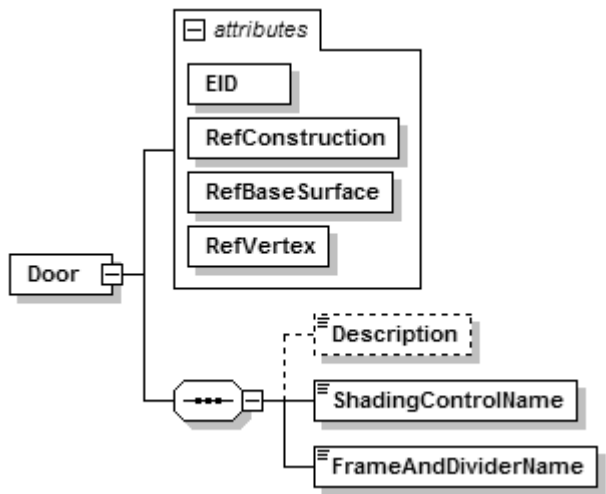 attributes
EID
RefConstruction
RefBaseSurface
RefVertex
Door
Description
ShadingControlName
FrameAndDividerName